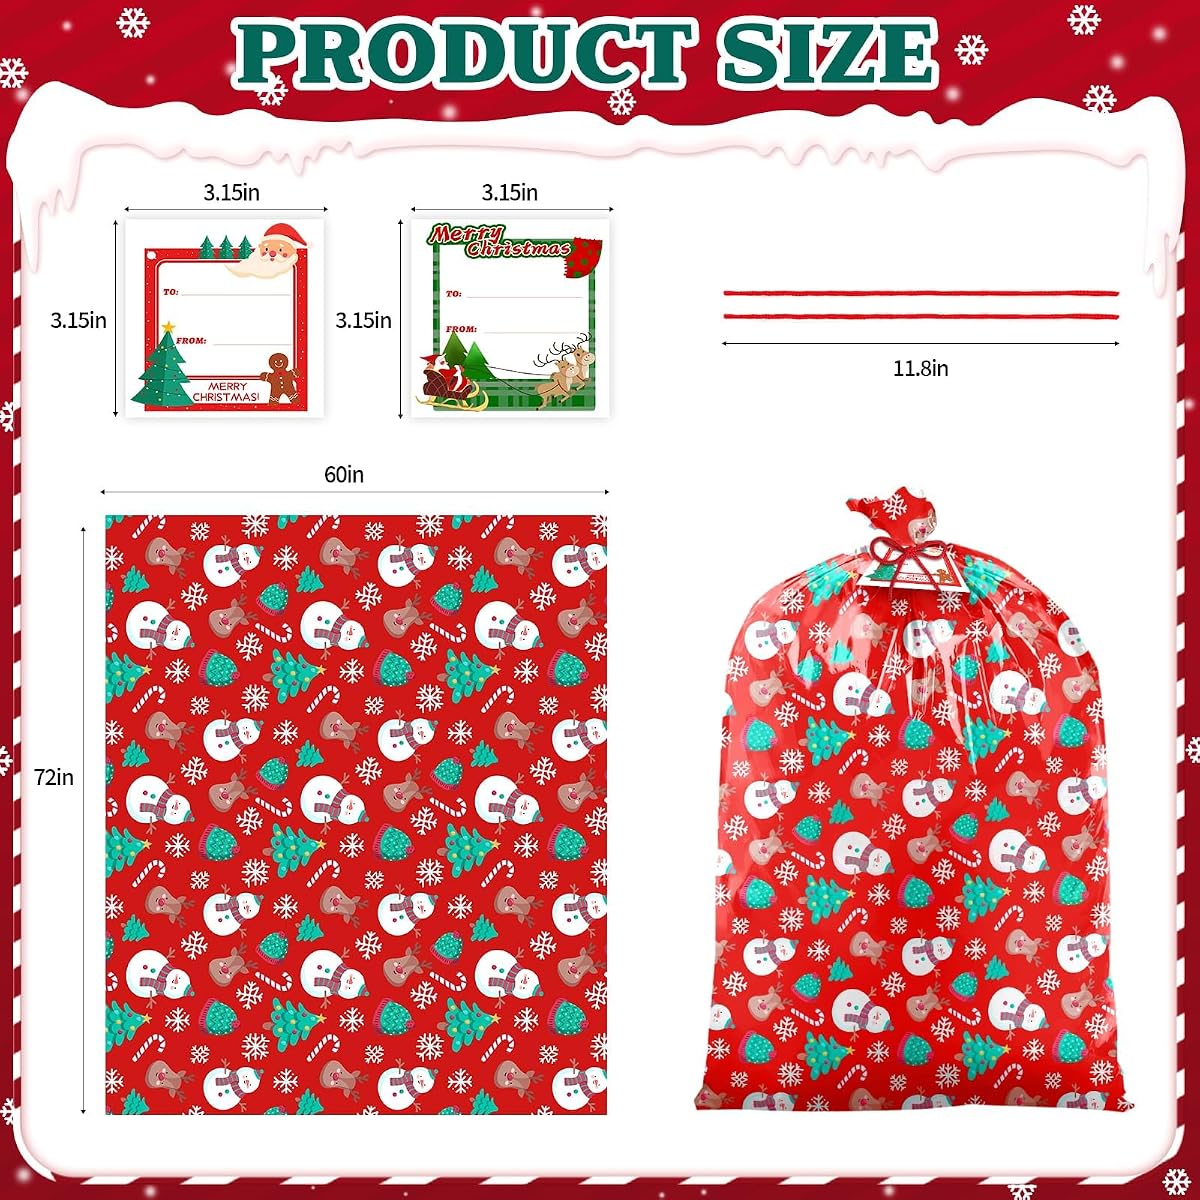 PRODUCT SIZE
3.15in
3.15in
3.15in
TO:
FROM:
MERRY
CHRISTMAS!
3.15in
Merry
Christmas
TO:
FROM:
11.8in
60in
72in